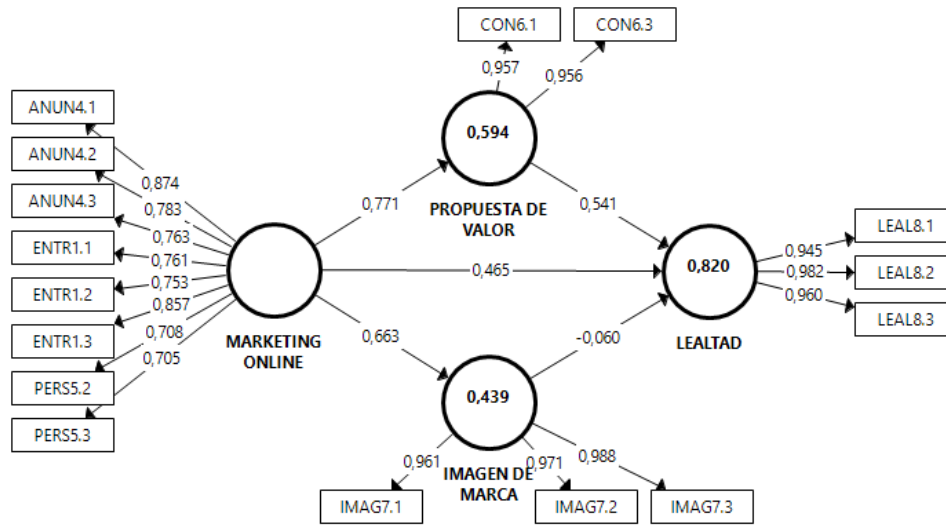 CON6.1
CON6.3
0,957
0,956
ANUN4.1
ANUN4.2
ANUN4.3
ENTR1.1
ENTR1.2
ENTR1.3
PERS5.2
PERS5.3
0,874
0,783
0,763
0,761
0,753
0,857
0,708
0,705
MARKETING
ONLINE
0,771
0,465
0,663
0,594
PROPUESTA DE
VALOR
0,541
-0,060
0,439
IMAGEN DE
MARCA
0,961
0,971
0,988
IMAG7.1
IMAG7.2
IMAG7.3
0,820
LEALTAD
0,945
0,982
0,960
LEAL8.1
LEAL8.2
LEAL8.3